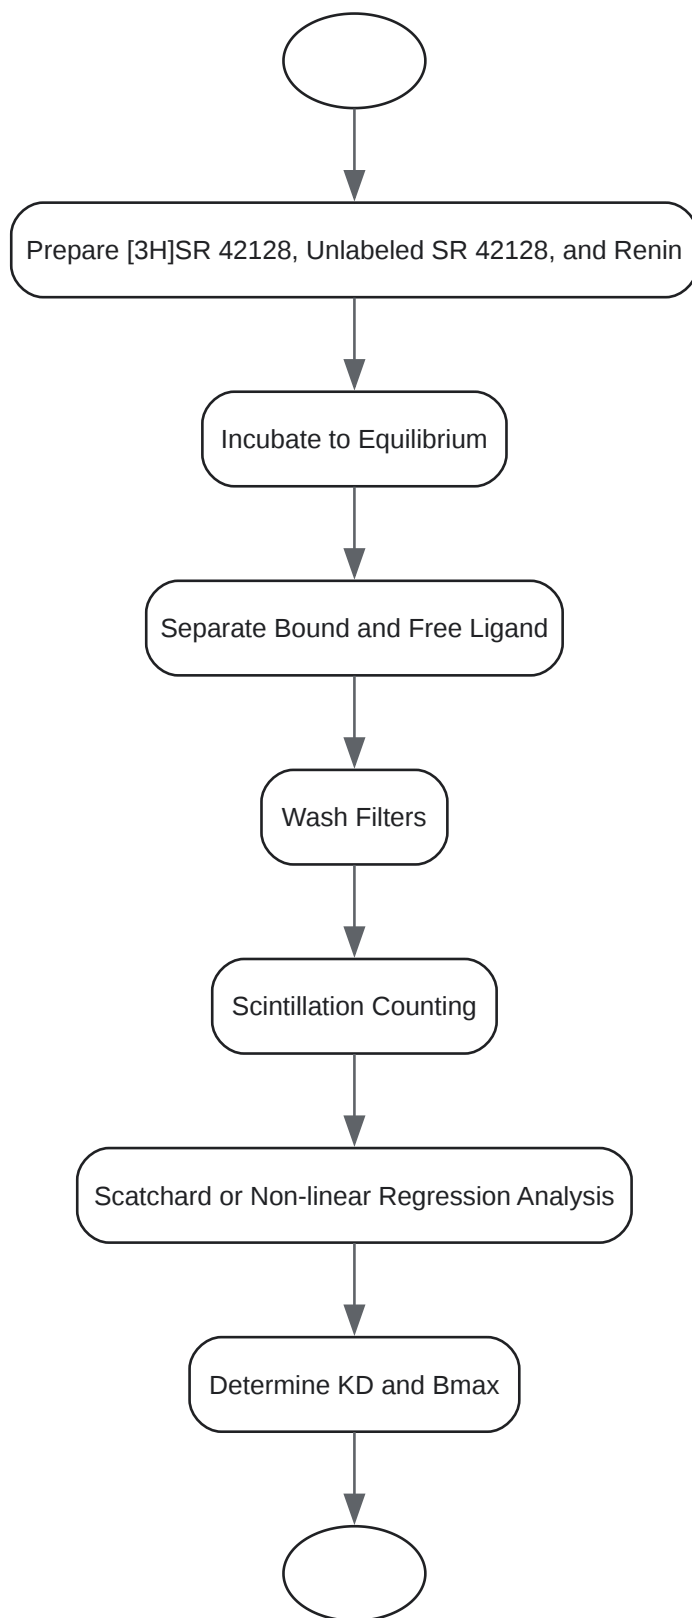 Prepare [3H]SR 42128, Unlabeled SR 42128, and Renin
Incubate to Equilibrium
Separate Bound and Free Ligand
Wash Filters
Scintillation Counting
Scatchard or Non-linear Regression Analysis
Determine KD and Bmax